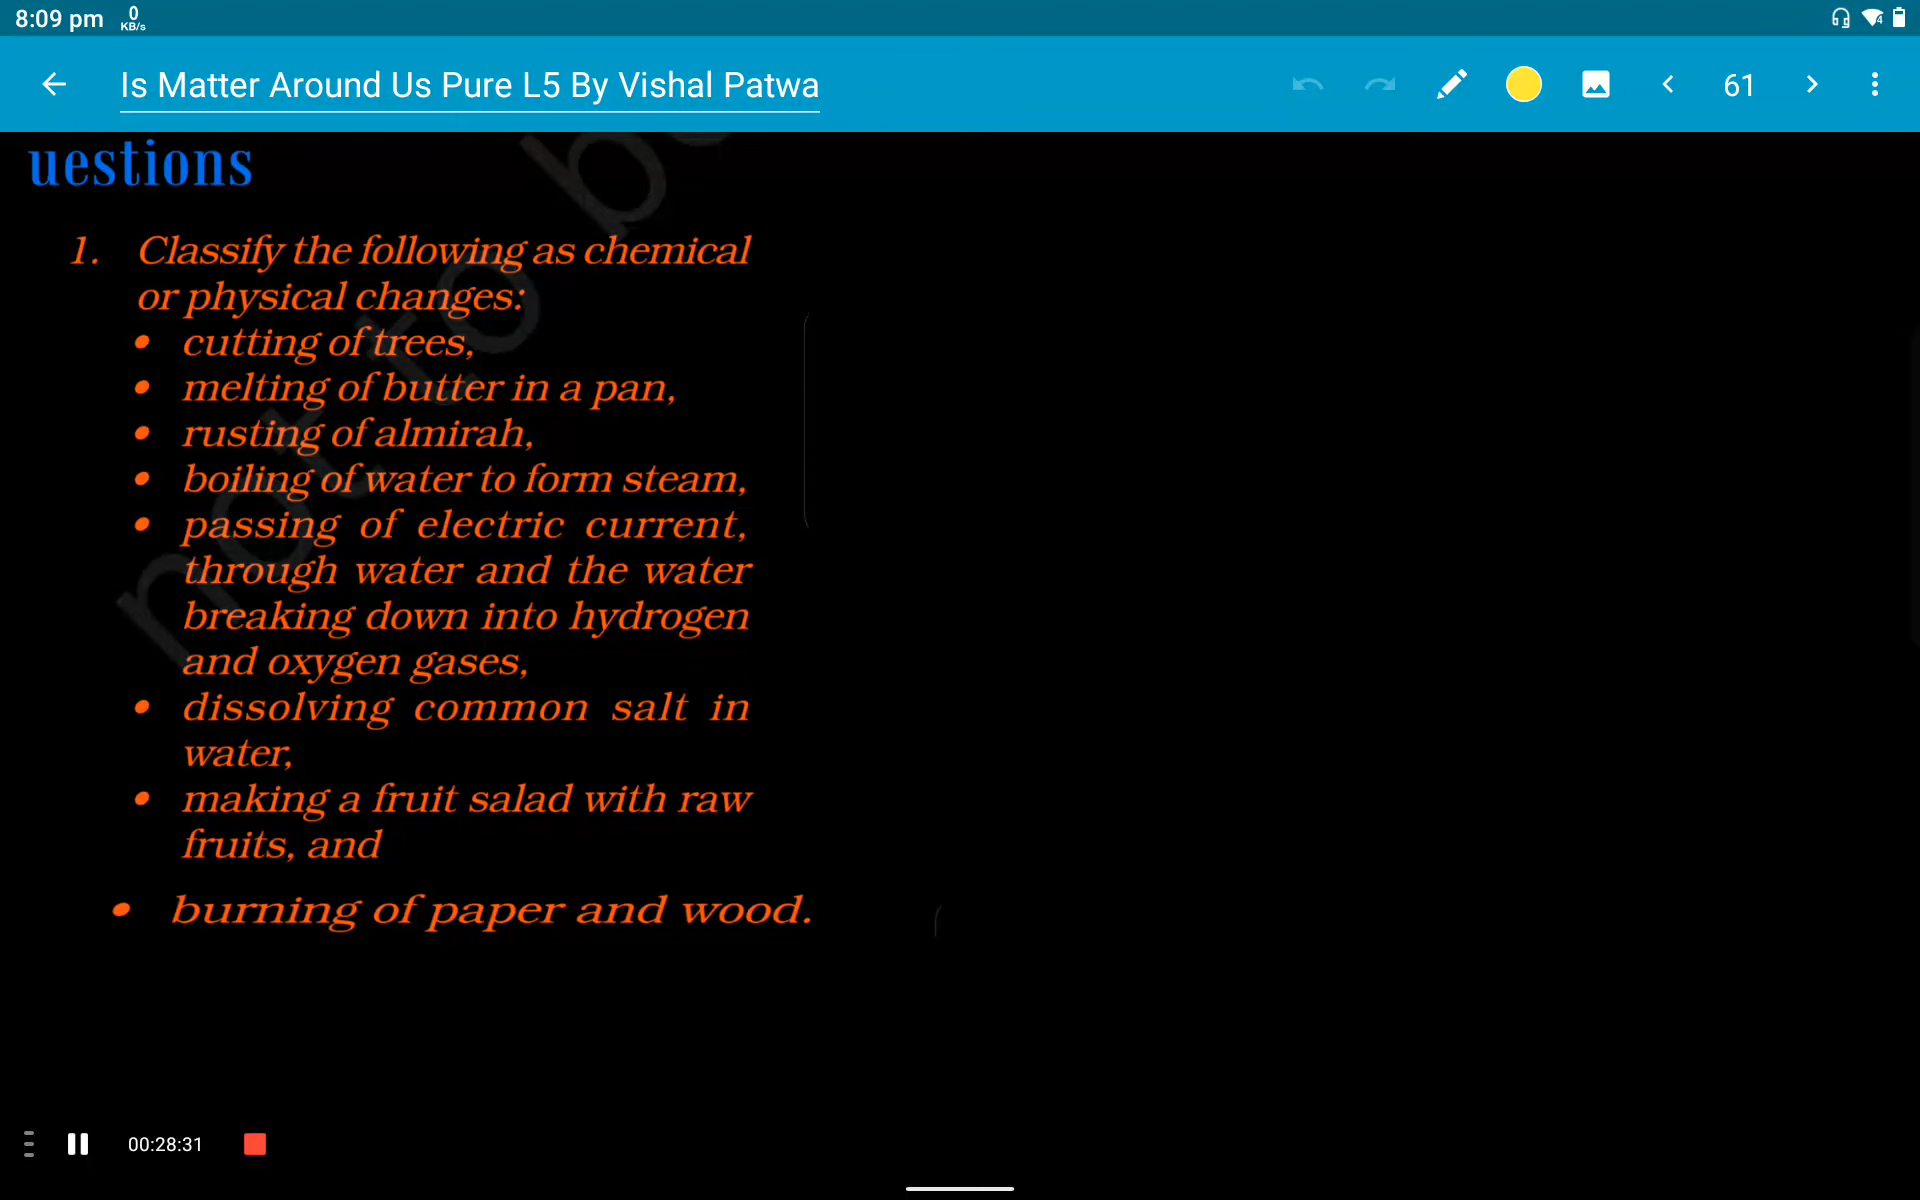 8:09 pm 0 KB/s
Is Matter Around Us Pure L5 By Vishal Patwa 61
uestions
1. Classify the following as chemical
or physical changes:
• cutting of trees,
• melting of butter in a pan,
• rusting of almirah,
• boiling of water to form steam,
• passing of electric current,
through water and the water
breaking down into hydrogen
and oxygen gases,
• dissolving common salt in
water,
• making a fruit salad with raw
fruits, and
• burning of paper and wood.
not to b
00:28:31